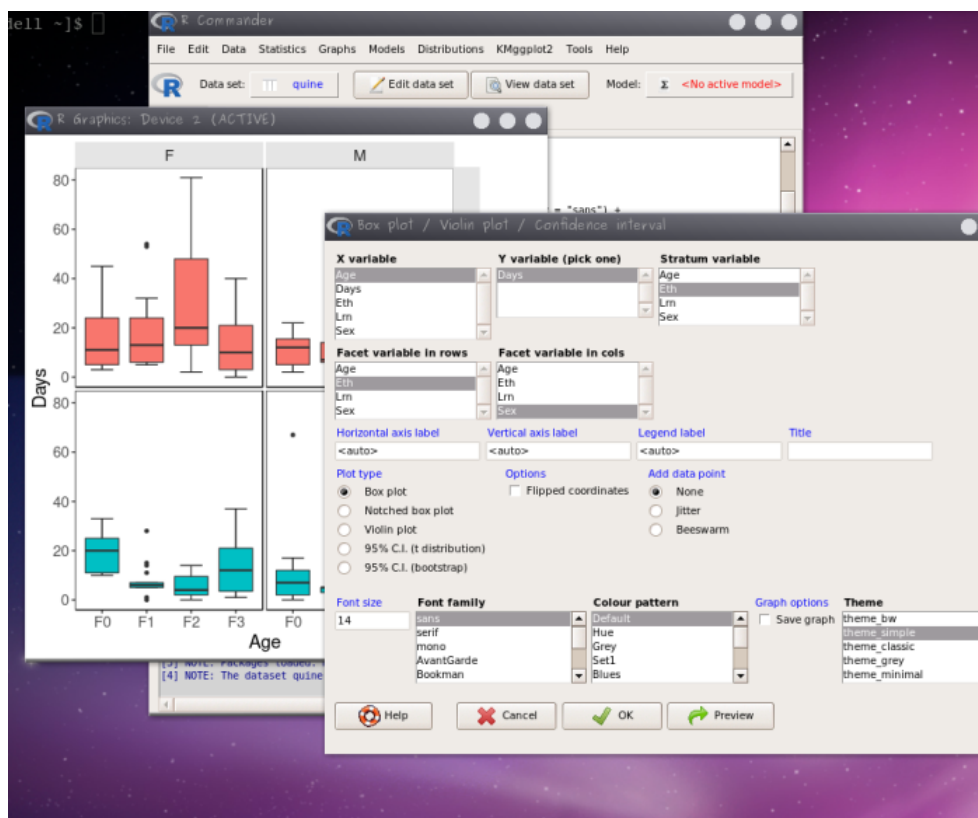 dell ~]$
R Commander
File Edit Data Statistics Graphs Models Distributions KMggplot2 Tools Help
Data set: quine Edit data set View data set Model: Σ <No active model>
R Graphics: Device 2 (ACTIVE)
F M
80
60
40
20
0
80
60
40
20
0
Days
F0 F1 F2 F3 F0
Age
= "sans") +
[4] NOTE: The dataset quine
Box plot / Violin plot / Confidence interval
X variable Y variable (pick one) Stratum variable
Age Days Age
Days Eth
Eth Lrn
Lrn Sex
Sex
Facet variable in rows Facet variable in cols
Age Age
Eth Eth
Lrn Lrn
Sex Sex
Horizontal axis label Vertical axis label Legend label Title
<auto> <auto> <auto>
Plot type Options Add data point
Box plot Flipped coordinates None
Notched box plot Jitter
Violin plot Beeswarm
95% C.I. (t distribution)
95% C.I. (bootstrap)
Font size Font family Colour pattern Graph options Theme
14 sans Default Save graph theme_bw
serif Hue theme_simple
mono Grey theme_classic
AvantGarde Set1 theme_grey
Bookman Blues theme_minimal
Help Cancel OK Preview